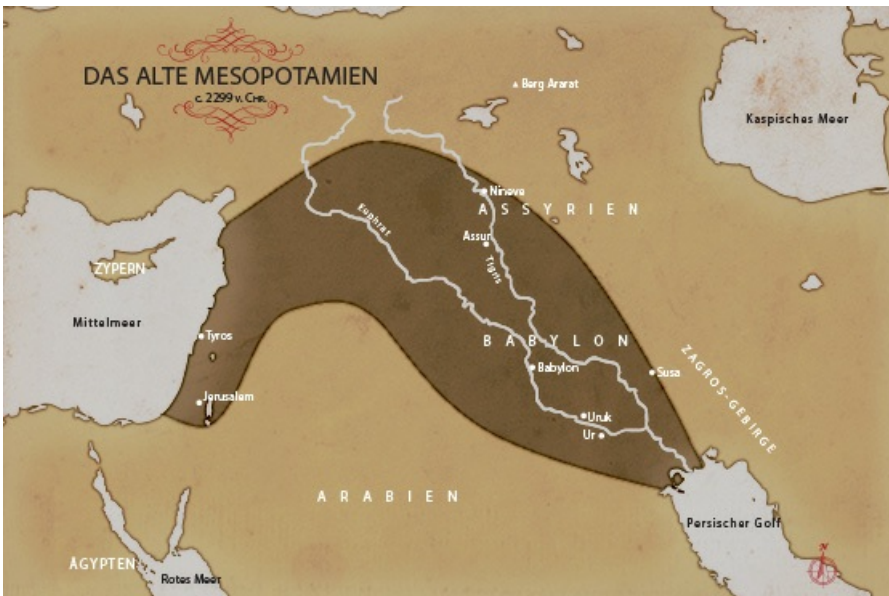 DAS ALTE MESOPOTAMIEN
c. 2299 v. Chr.
Berg Ararat
Kaspisches Meer
Nineve
ASSYRIEN
Euphrat
Assur
Tigris
ZYPERN
Mittelmeer
Tyros
BABYLON
Babylon
Susa
ZAGROS-GEBIRGE
Jerusalem
Uruk
Ur
ARABIEN
Persischer Golf
ÄGYPTEN
Rotes Meer
N